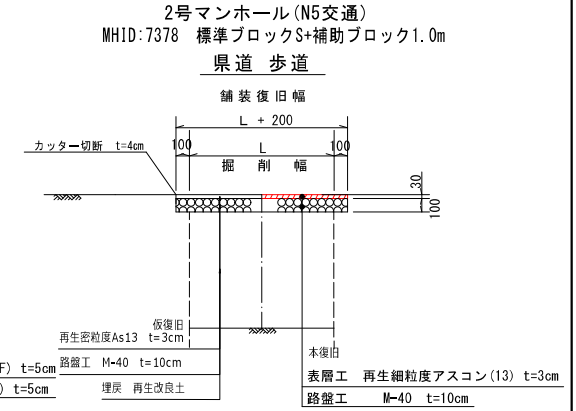 2号マンホール(N5交通)
MHID:7378 標準ブロックS+補助ブロック1.0m
県道 歩道
舗装復旧幅
L + 200
カッター切断 t=4cm
100 L 100
掘削幅
30
100
仮復旧
再生密粒度As13 t=3cm
F) t=5cm
路盤工 M-40 t=10cm
) t=5cm
埋戻 再生改良土
本復旧
表層工 再生細粒度アスコン(13) t=3cm
路盤工 M-40 t=10cm